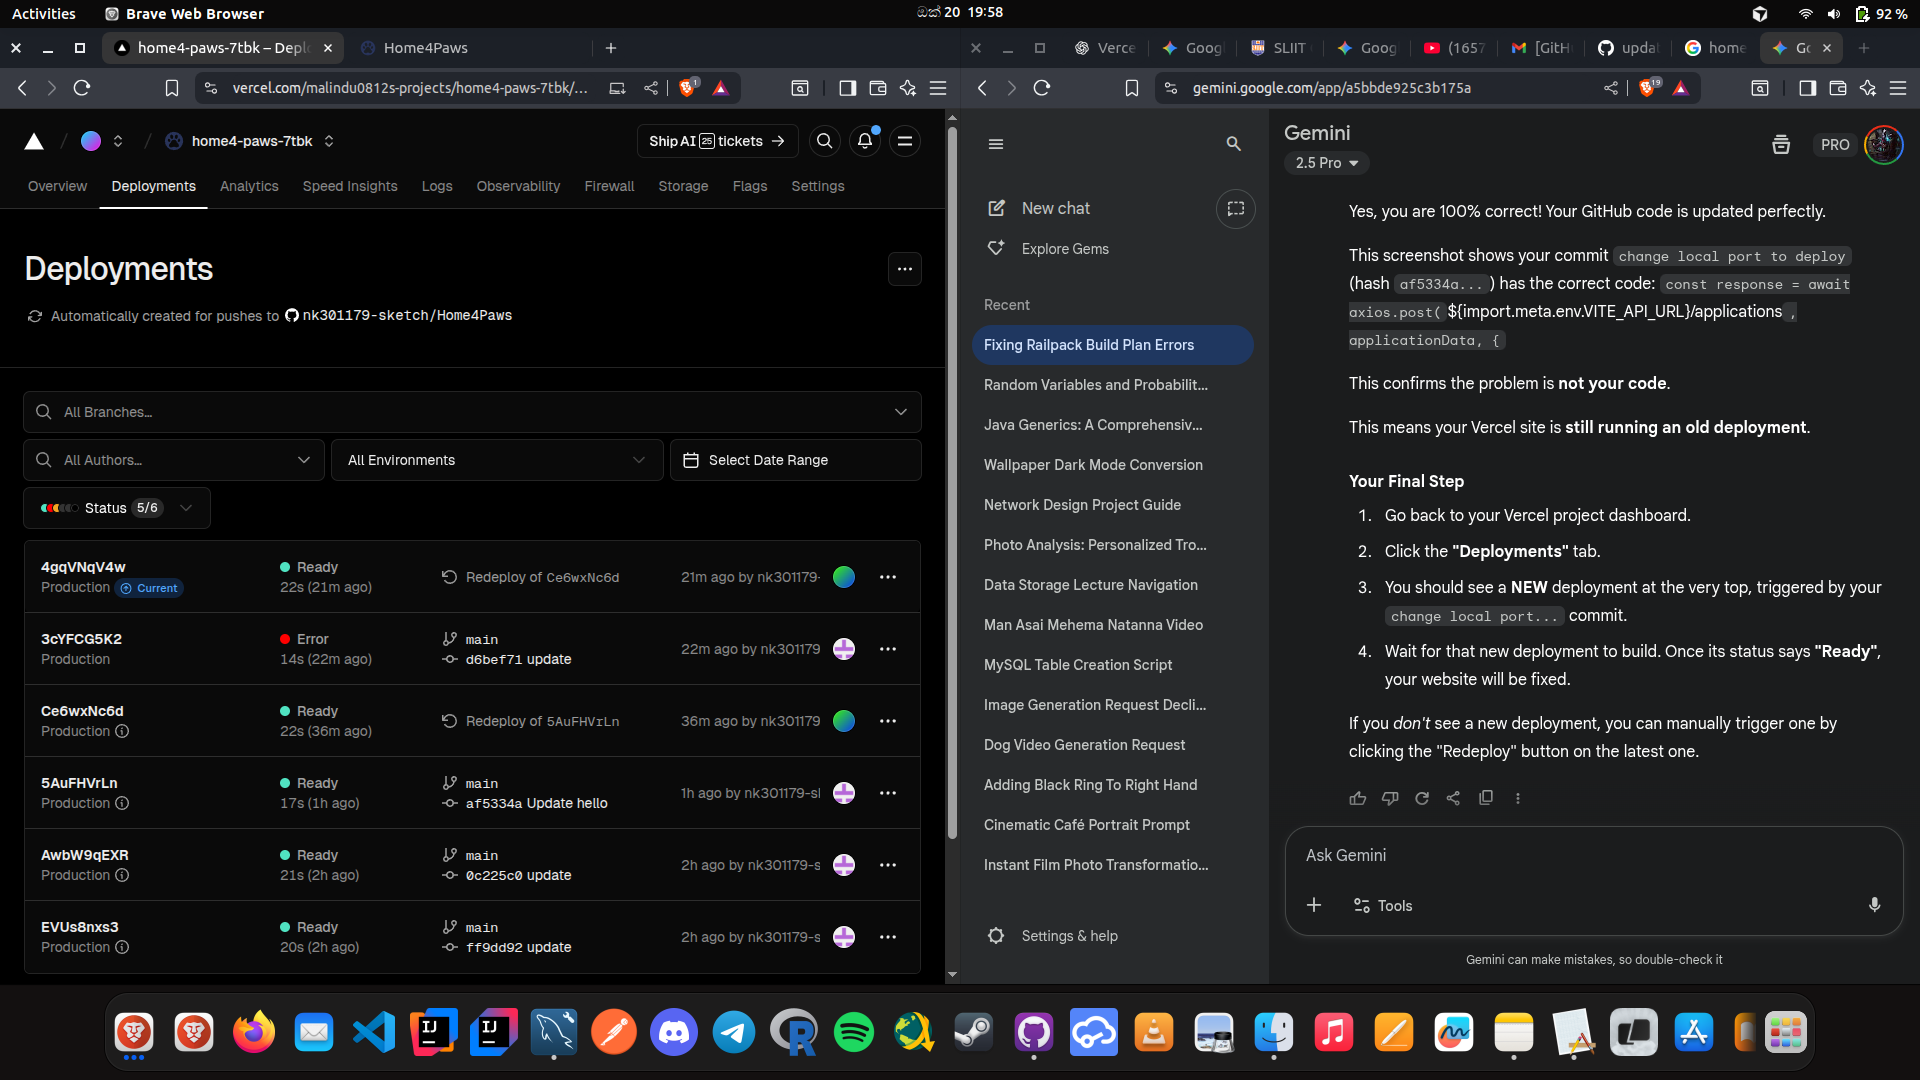 Activities
Brave Web Browser
ඔක් 20 19:58
92 %
home4-paws-7tbk – Depl
Home4Paws
vercel.com/malindu0812s-projects/home4-paws-7tbk/...
1
home4-paws-7tbk
Ship AI 25 tickets →
Overview
Deployments
Analytics
Speed Insights
Logs
Observability
Firewall
Storage
Flags
Settings
Deployments
Automatically created for pushes to nk301179-sketch/Home4Paws
All Branches...
All Authors...
All Environments
Select Date Range
Status 5/6
4gqVNqV4w
Production Current
Ready
22s (21m ago)
Redeploy of Ce6wxNc6d
21m ago by nk301179-
3cYFCG5K2
Production
Error
14s (22m ago)
main
d6bef71 update
22m ago by nk301179
Ce6wxNc6d
Production
Ready
22s (36m ago)
Redeploy of 5AuFHVrLn
36m ago by nk301179
5AuFHVrLn
Production
Ready
17s (1h ago)
main
af5334a Update hello
1h ago by nk301179-sl
AwbW9qEXR
Production
Ready
21s (2h ago)
main
0c225c0 update
2h ago by nk301179-s
EVUs8nxs3
Production
Ready
20s (2h ago)
main
ff9dd92 update
2h ago by nk301179-s
Verce
Goog
SLIIT
Goog
(1657
[GitH
updat
home
Go
gemini.google.com/app/a5bbde925c3b175a
19
New chat
Explore Gems
Recent
Fixing Railpack Build Plan Errors
Random Variables and Probabilit...
Java Generics: A Comprehensiv...
Wallpaper Dark Mode Conversion
Network Design Project Guide
Photo Analysis: Personalized Tro...
Data Storage Lecture Navigation
Man Asai Mehema Natanna Video
MySQL Table Creation Script
Image Generation Request Decli...
Dog Video Generation Request
Adding Black Ring To Right Hand
Cinematic Café Portrait Prompt
Instant Film Photo Transformatio...
Settings & help
Gemini
2.5 Pro
PRO
Yes, you are 100% correct! Your GitHub code is updated perfectly.
This screenshot shows your commit change local port to deploy
(hash af5334a... ) has the correct code: const response = await
axios.post( ${import.meta.env.VITE_API_URL}/applications ,
applicationData, {
This confirms the problem is not your code.
This means your Vercel site is still running an old deployment.
Your Final Step
1. Go back to your Vercel project dashboard.
2. Click the "Deployments" tab.
3. You should see a NEW deployment at the very top, triggered by your
change local port... commit.
4. Wait for that new deployment to build. Once its status says "Ready",
your website will be fixed.
If you don't see a new deployment, you can manually trigger one by
clicking the "Redeploy" button on the latest one.
Ask Gemini
Tools
Gemini can make mistakes, so double-check it
IJ
IJ
R